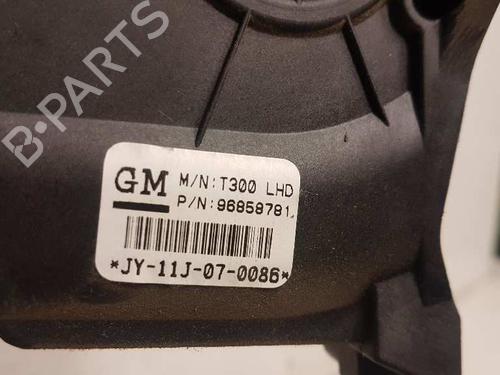 B-PARTS
GM M/N:T300 LHD
P/N:96858781
*JY-11J-07-0086*